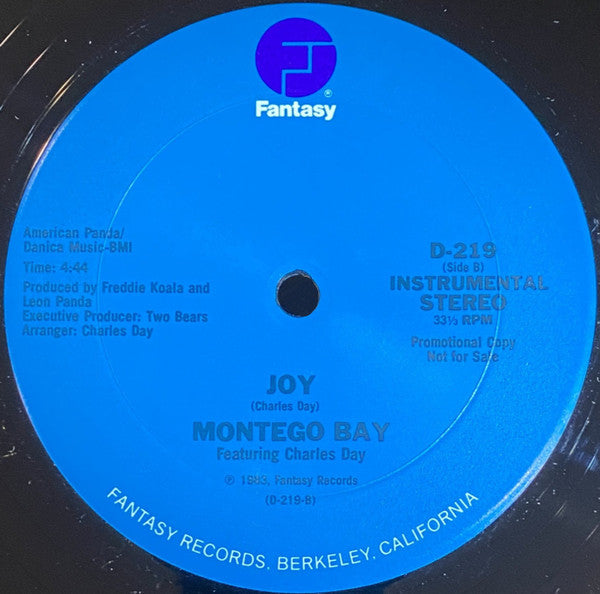 Fantasy
®
American Panda/
Danica Music-BMI
Time: 4:44
Produced by Freddie Koala and
Leon Panda
Executive Producer: Two Bears
Arranger: Charles Day
D-219
(Side B)
INSTRUMENTAL
STEREO
33⅓ RPM
Promotional Copy
Not for Sale
JOY
(Charles Day)
MONTEGO BAY
Featuring Charles Day
℗ 1983, Fantasy Records
(D-219-B)
FANTASY RECORDS, BERKELEY, CALIFORNIA